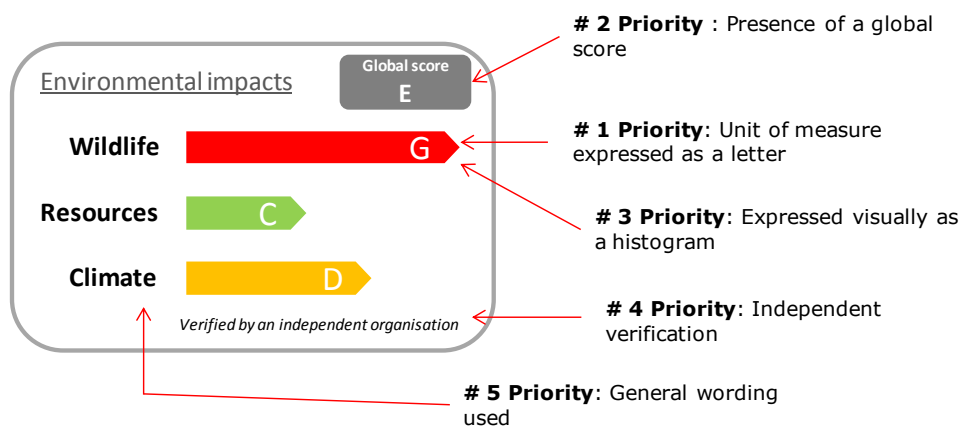 # 2 Priority : Presence of a global
score
Environmental impacts
Global score
E
Wildlife
G
# 1 Priority: Unit of measure
expressed as a letter
Resources
C
# 3 Priority: Expressed visually as
a histogram
Climate
D
Verified by an independent organisation
# 4 Priority: Independent
verification
# 5 Priority: General wording
used